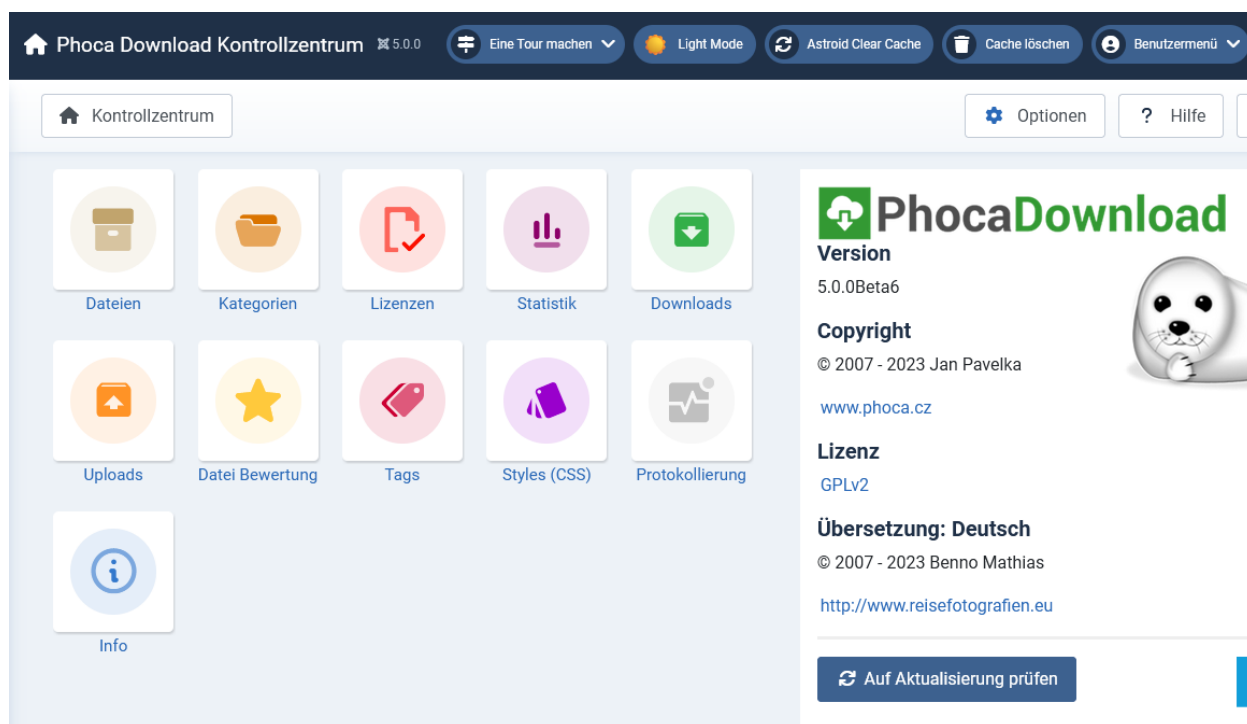 Phoca Download Kontrollzentrum 5.0.0 Eine Tour machen Light Mode Astroid Clear Cache Cache löschen Benutzermenü
Kontrollzentrum Optionen ? Hilfe
Dateien Kategorien Lizenzen Statistik Downloads
Uploads Datei Bewertung Tags Styles (CSS) Protokollierung
Info
PhocaDownload
Version
5.0.0Beta6
Copyright
© 2007 - 2023 Jan Pavelka
www.phoca.cz
Lizenz
GPLv2
Übersetzung: Deutsch
© 2007 - 2023 Benno Mathias
http://www.reisefotografien.eu
Auf Aktualisierung prüfen